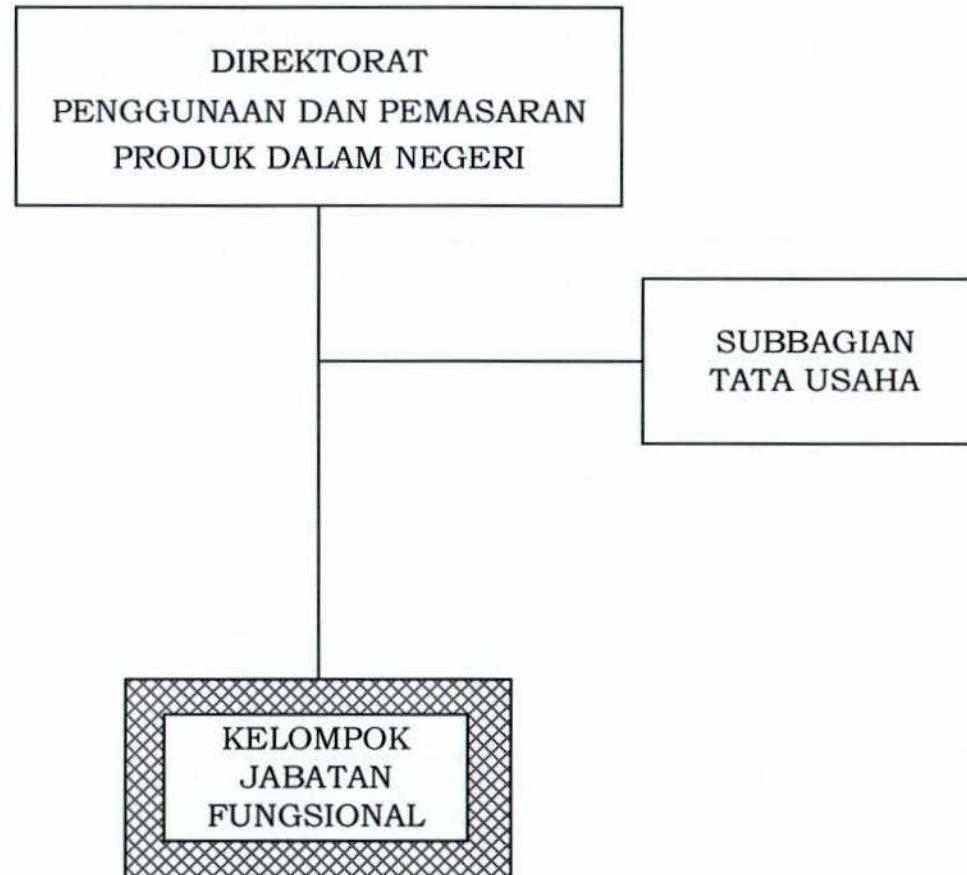 DIREKTORAT
PENGGUNAAN DAN PEMASARAN
PRODUK DALAM NEGERI
SUBBAGIAN
TATA USAHA
KELOMPOK
JABATAN
FUNGSIONAL